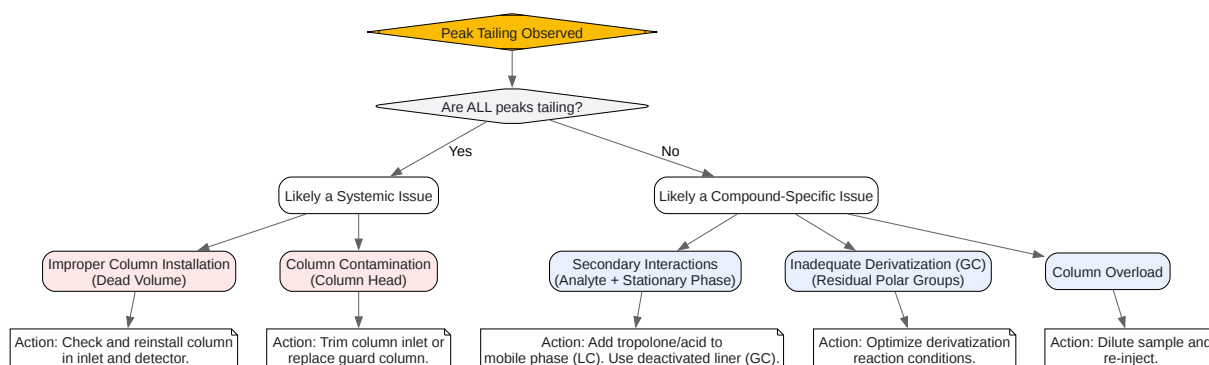 Peak Tailing Observed
Are ALL peaks tailing?
Yes
No
Likely a Systemic Issue
Likely a Compound-Specific Issue
Improper Column Installation
(Dead Volume)
Column Contamination
(Column Head)
Secondary Interactions
(Analyte + Stationary Phase)
Inadequate Derivatization (GC)
(Residual Polar Groups)
Column Overload
Action: Check and reinstall column
in inlet and detector.
Action: Trim column inlet or
replace guard column.
Action: Add tropolone/acid to
mobile phase (LC). Use deactivated liner (GC).
Action: Optimize derivatization
reaction conditions.
Action: Dilute sample and
re-inject.